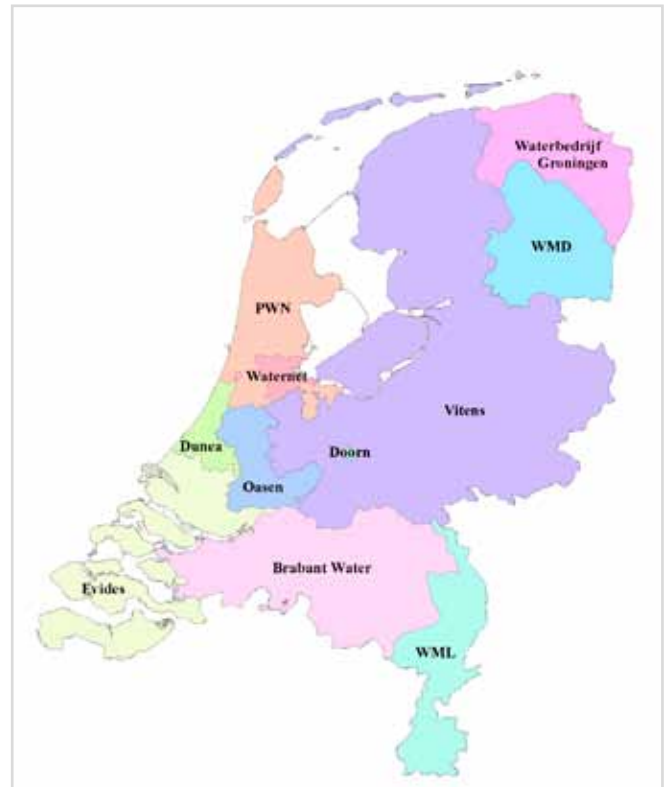 Waterbedrijf
Groningen
WMD
PWN
Waternet
Vitens
Dunea
Doorn
Oasen
Brabant Water
Evides
WML